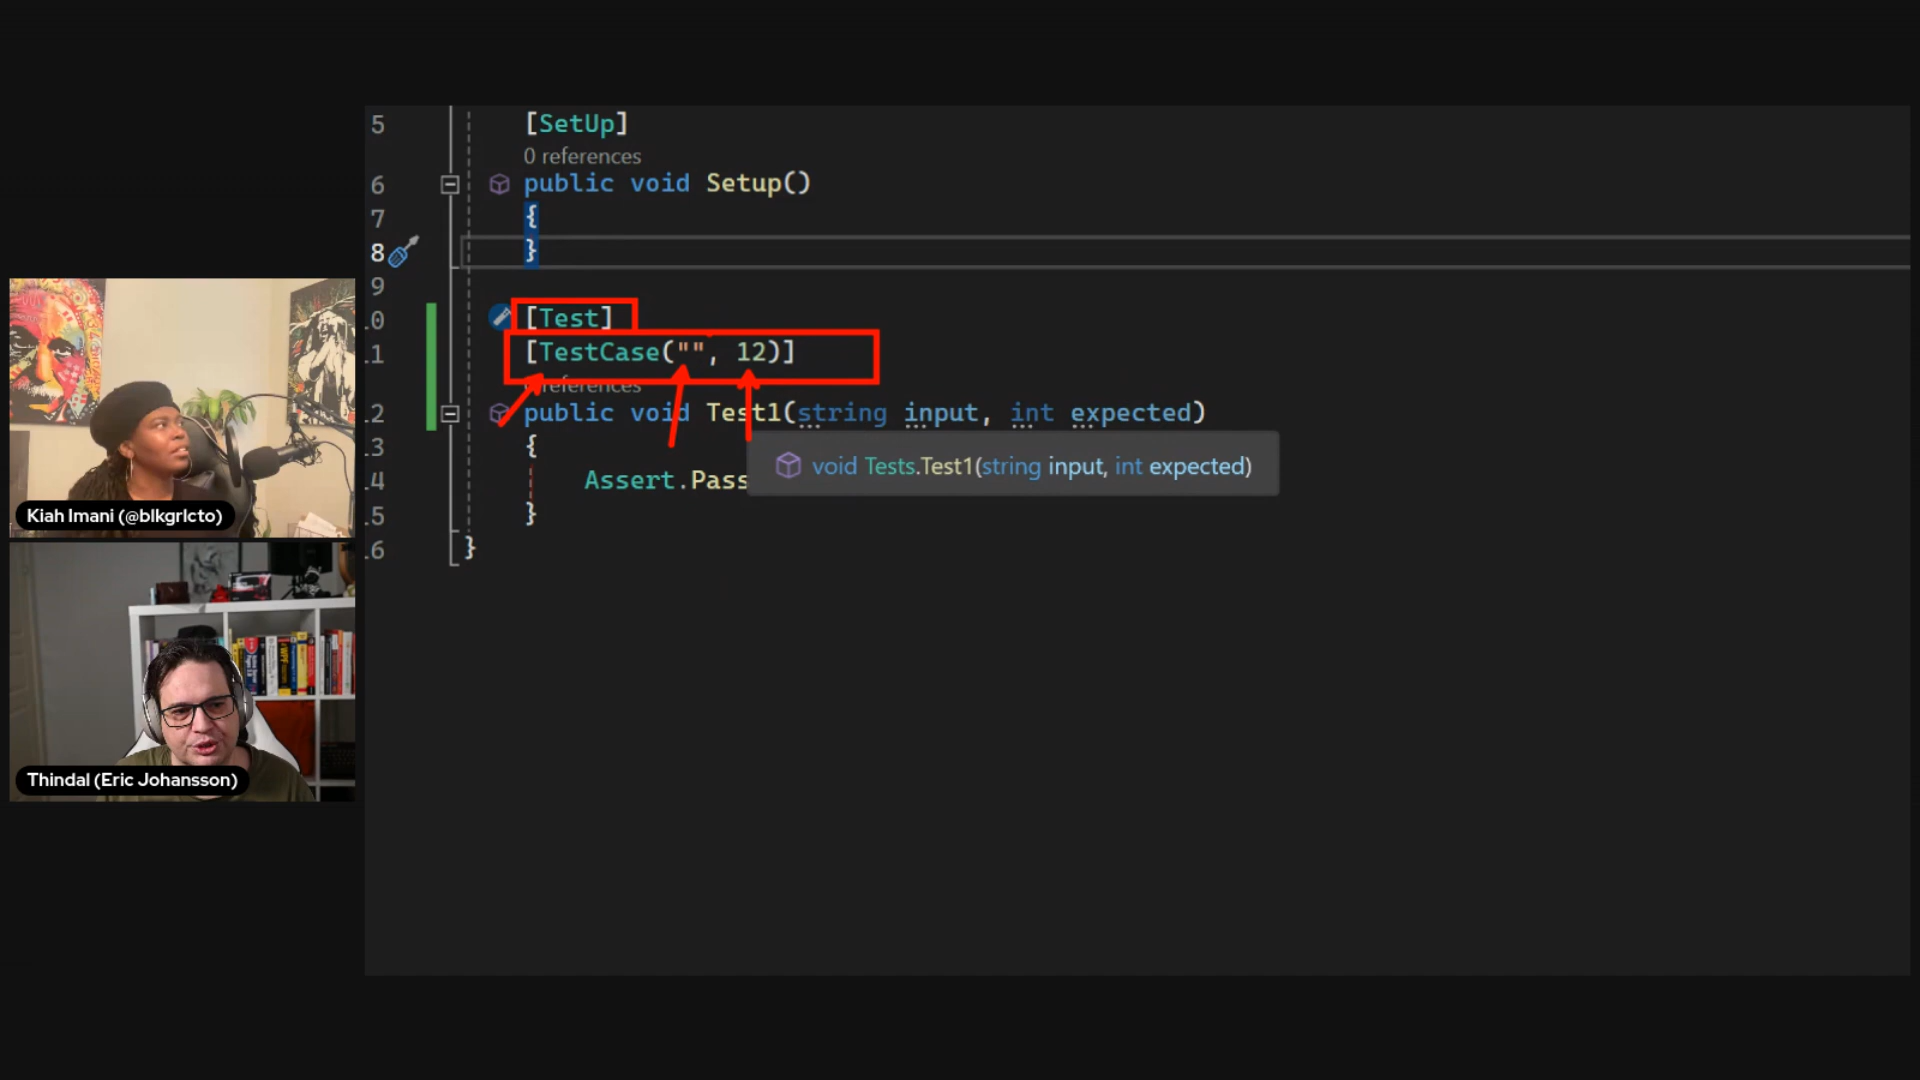 5 [SetUp]
0 references
6 public void Setup()
7 {
8 }
9
0 [Test]
1 [TestCase("", 12)]
0 references
2 public void Test1(string input, int expected)
3 {
void Tests.Test1(string input, int expected)
4 Assert.Pass
5 }
6 }
Kiah Imani (@blkgrlcto)
Thindal (Eric Johansson)